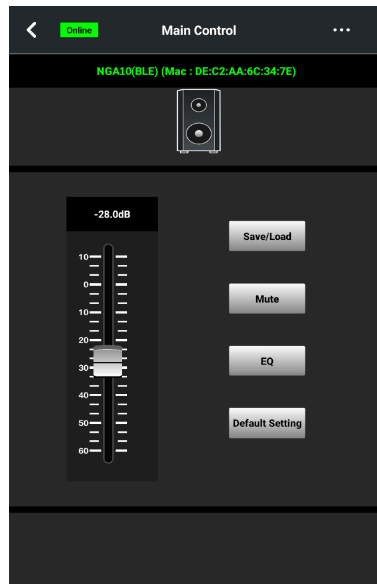 Online
Main Control
NGA10(BLE) (Mac : DE:C2:AA:6C:34:7E)
-28.0dB
10
0
10
20
30
40
50
60
Save/Load
Mute
EQ
Default Setting